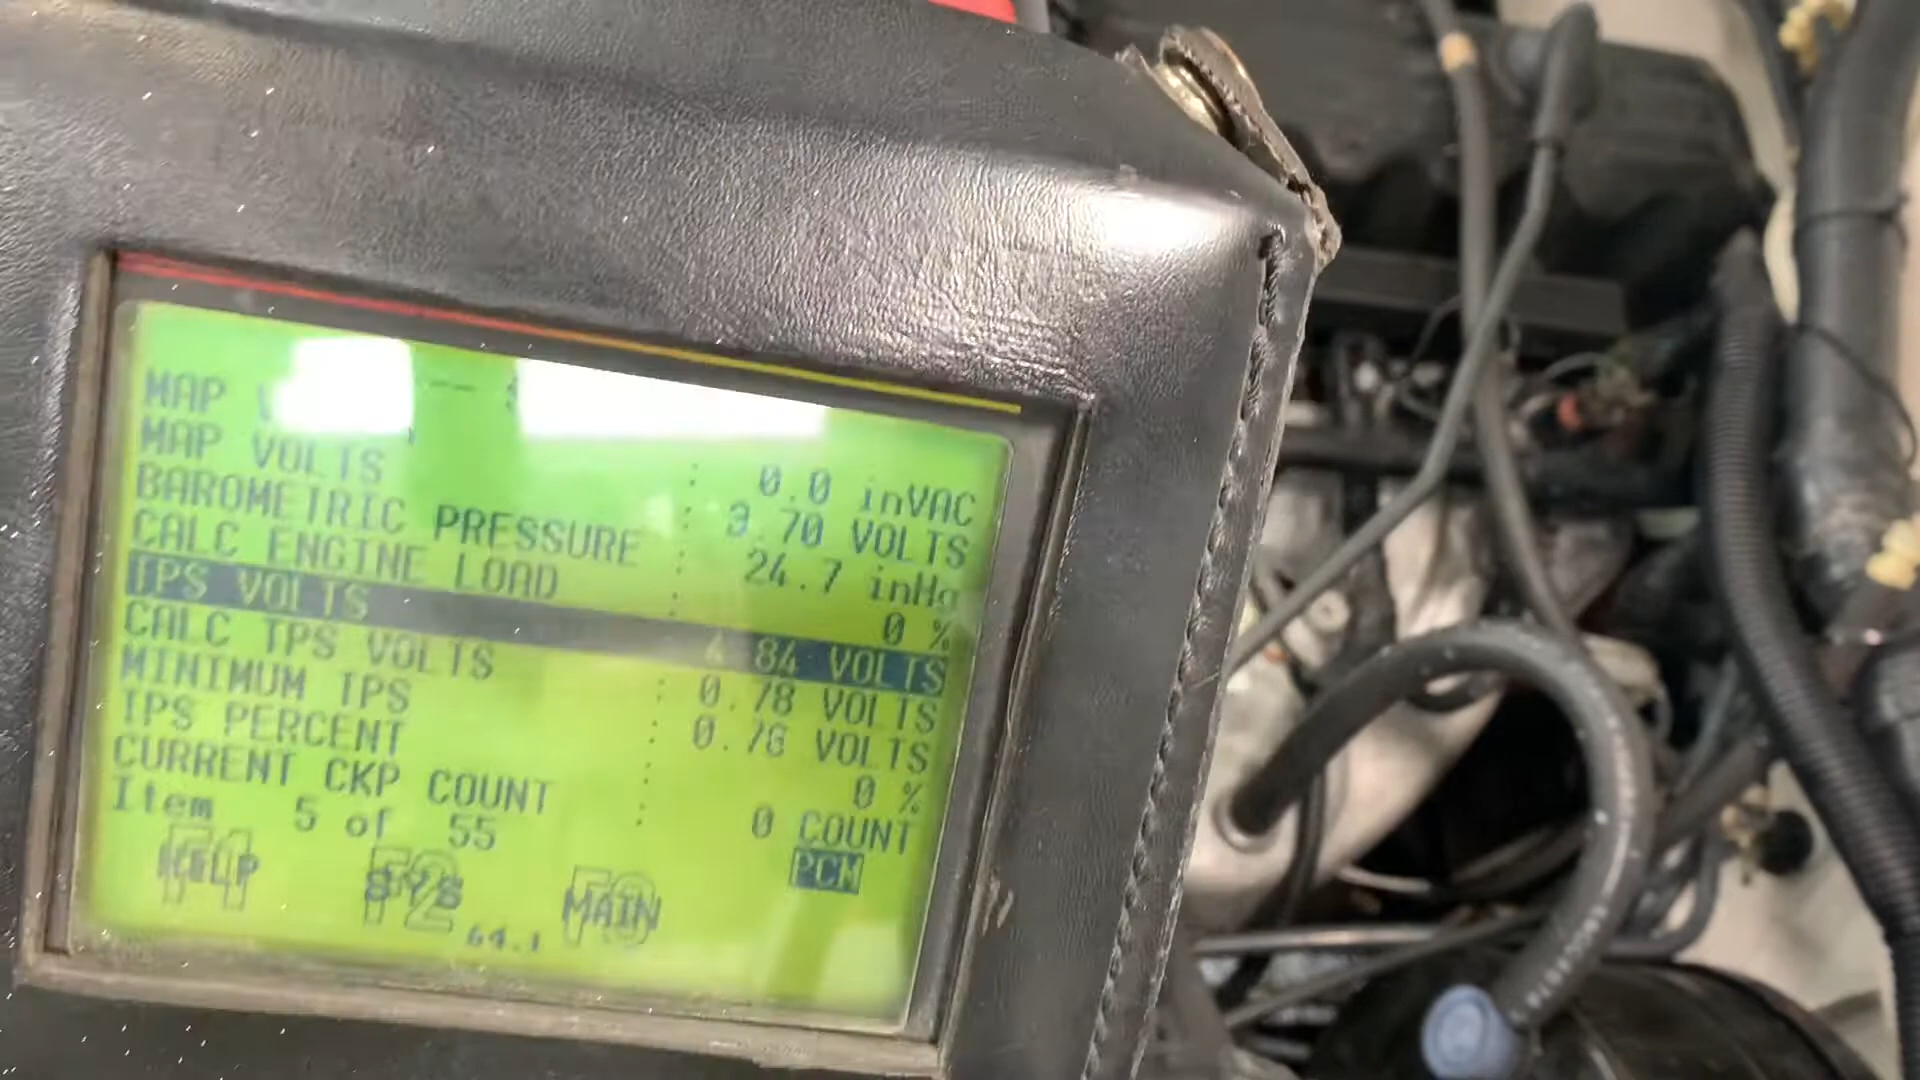 MAP
MAP VOLTS : 0.0 inVAC
BAROMETRIC PRESSURE : 3.70 VOLTS
CALC ENGINE LOAD : 24.7 inHg
TPS VOLTS 0 %
CALC TPS VOLTS 4.84 VOLTS
MINIMUM TPS : 0.78 VOLTS
TPS PERCENT : 0.78 VOLTS
CURRENT CKP COUNT : 0 %
Item 5 of 55 : 0 COUNT
F1 F2 F3 PCM
HELP SYS MAIN
64.1